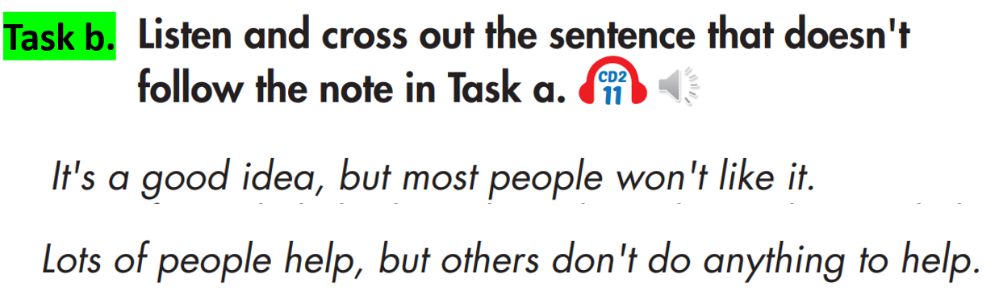 Task b. Listen and cross out the sentence that doesn't
follow the note in Task a. CD2 11
It's a good idea, but most people won't like it.
Lots of people help, but others don't do anything to help.